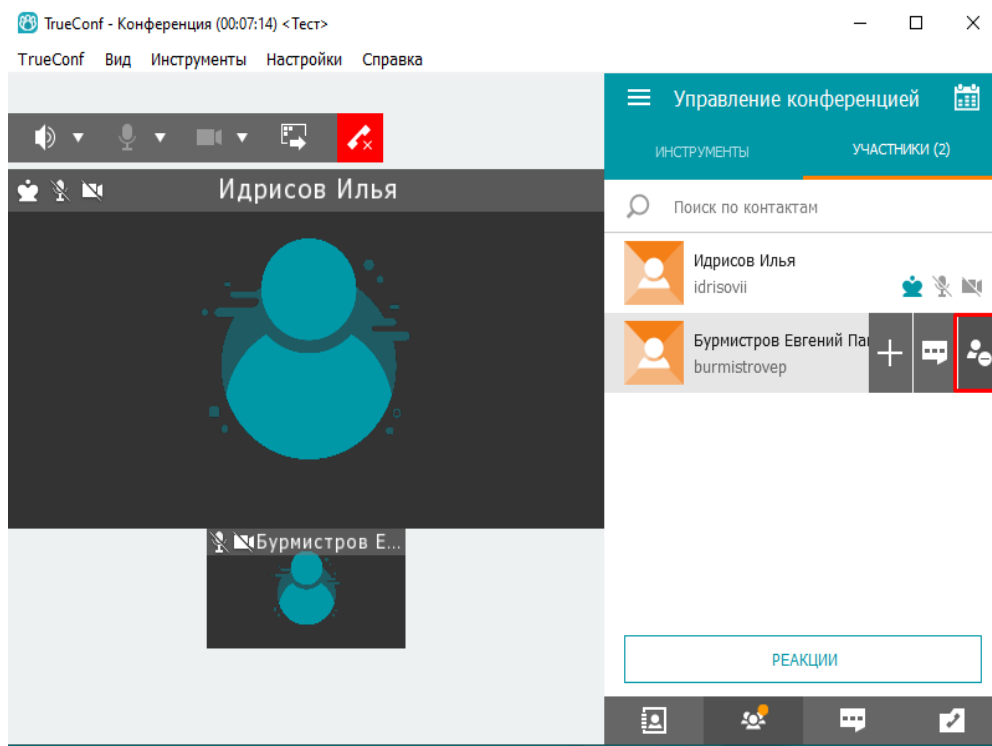 TrueConf - Конференция (00:07:14) <Тест>
TrueConf Вид Инструменты Настройки Справка
Управление конференцией
ИНСТРУМЕНТЫ УЧАСТНИКИ (2)
Идрисов Илья
Поиск по контактам
Идрисов Илья
idrisovii
Бурмистров Евгений Па
burmistrovep
Бурмистров Е...
РЕАКЦИИ